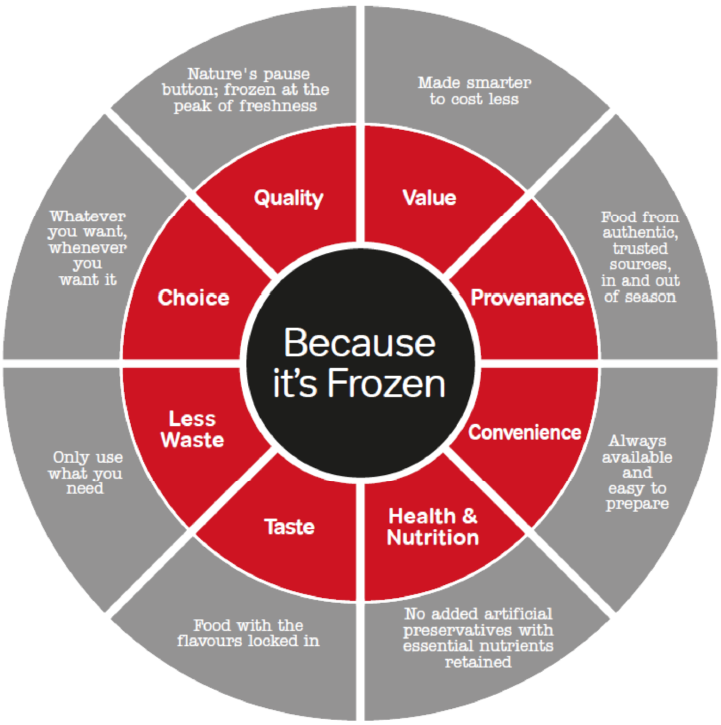 Because
it's Frozen
Quality
Nature's pause
button; frozen at the
peak of freshness
Value
Made smarter
to cost less
Provenance
Food from
authentic,
trusted
sources,
in and out
of season
Convenience
Always
available
and
easy to
prepare
Health &
Nutrition
No added artificial
preservatives with
essential nutrients
retained
Taste
Food with the
flavours locked in
Less
Waste
Only use
what you
need
Choice
Whatever
you want,
whenever
you
want it